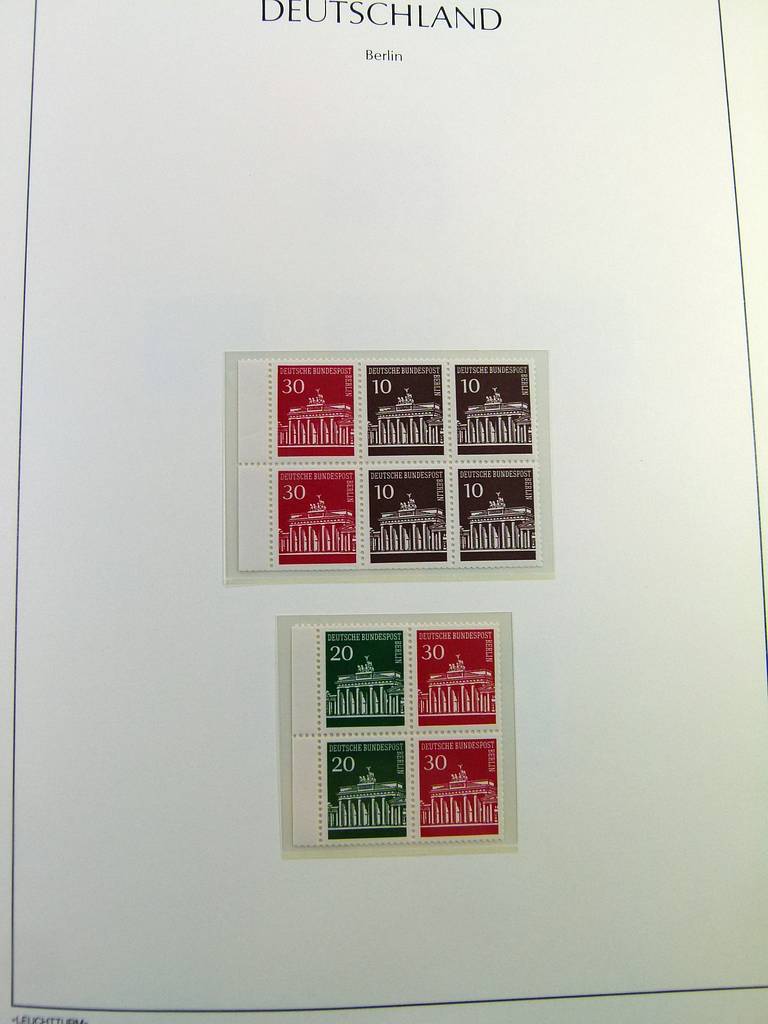 DEUTSCHLAND
Berlin
DEUTSCHE BUNDESPOST BERLIN 30
DEUTSCHE BUNDESPOST BERLIN 10
DEUTSCHE BUNDESPOST BERLIN 10
DEUTSCHE BUNDESPOST BERLIN 30
DEUTSCHE BUNDESPOST BERLIN 10
DEUTSCHE BUNDESPOST BERLIN 10
DEUTSCHE BUNDESPOST BERLIN 20
DEUTSCHE BUNDESPOST BERLIN 30
DEUTSCHE BUNDESPOST BERLIN 20
DEUTSCHE BUNDESPOST BERLIN 30
»LEUCHTTURM«